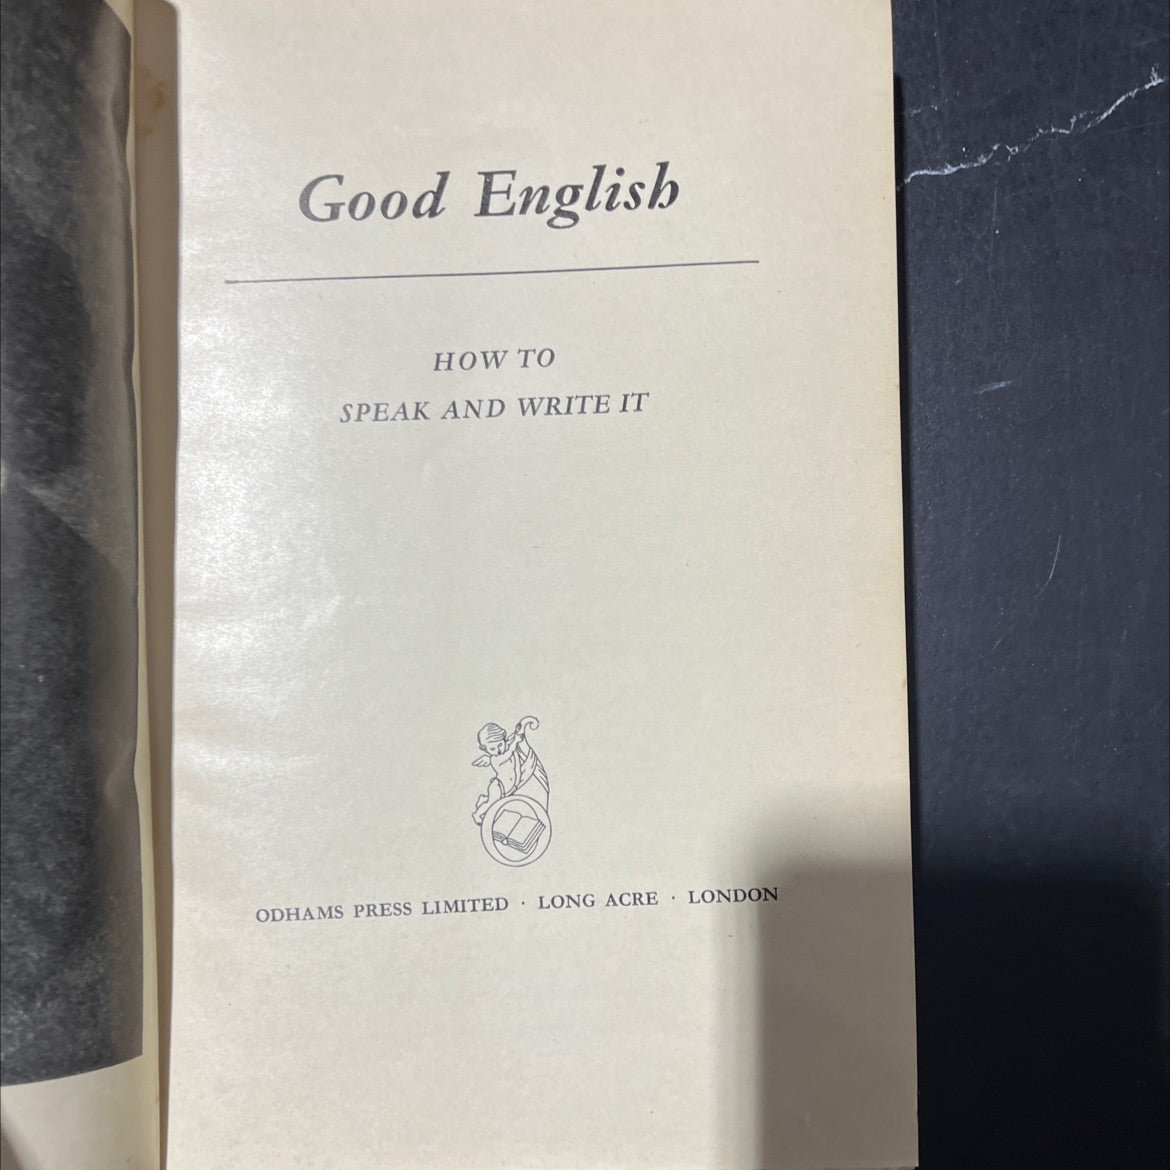 Good English
HOW TO
SPEAK AND WRITE IT
ODHAMS PRESS LIMITED · LONG ACRE · LONDON